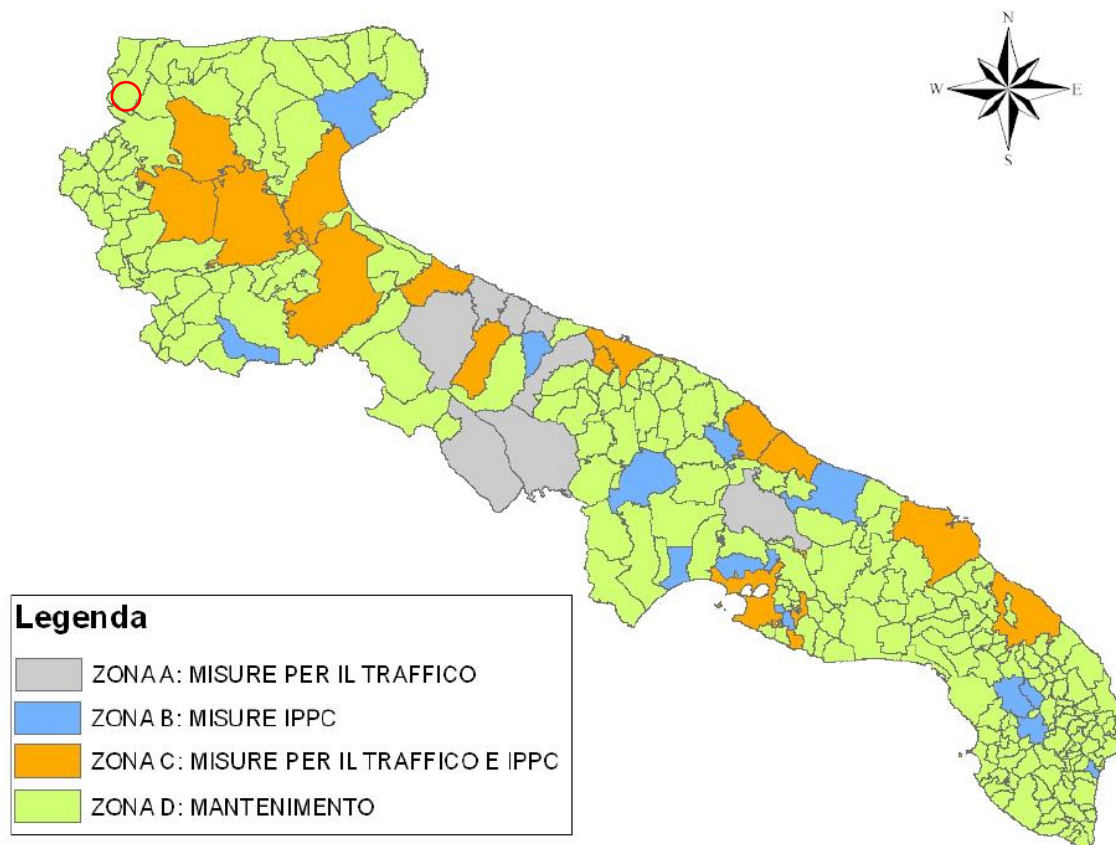 N
W E
S
Legenda
ZONA A: MISURE PER IL TRAFFICO
ZONA B: MISURE IPPC
ZONA C: MISURE PER IL TRAFFICO E IPPC
ZONA D: MANTENIMENTO